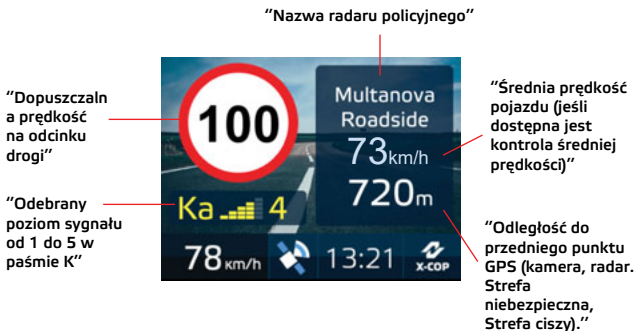 ”Nazwa radaru policyjnego”
”Dopuszczaln
a prędkość
na odcinku
drogi”
”Odebrany
poziom sygnału
od 1 do 5 w
paśmie K”
100
Multanova
Roadside
73km/h
720m
Ka 4
78 km/h 13:21 X-COP
”Średnia prędkość
pojazdu (jeśli
dostępna jest
kontrola średniej
prędkości)”
”Odległość do
przedniego punktu
GPS (kamera, radar.
Strefa
niebezpieczna,
Strefa ciszy).”